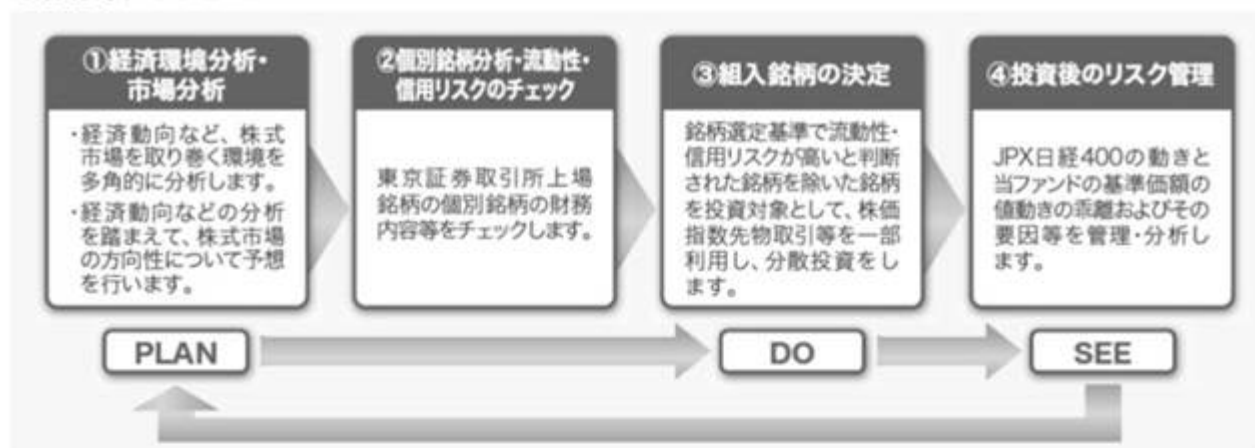 ①経済環境分析・
市場分析
・経済動向など、株式
市場を取り巻く環境を
多角的に分析します。
・経済動向などの分析
を踏まえて、株式市場
の方向性について予想
を行います。
②個別銘柄分析・流動性・
信用リスクのチェック
東京証券取引所上場
銘柄の個別銘柄の財務
内容等をチェックします。
③組入銘柄の決定
銘柄選定基準で流動性・
信用リスクが高いと判断
された銘柄を除いた銘柄
を投資対象として、株価
指数先物取引等を一部
利用し、分散投資をし
ます。
④投資後のリスク管理
JPX日経400の動きと
当ファンドの基準価額の
値動きの乖離およびその
要因等を管理・分析し
ます。
PLAN
DO
SEE